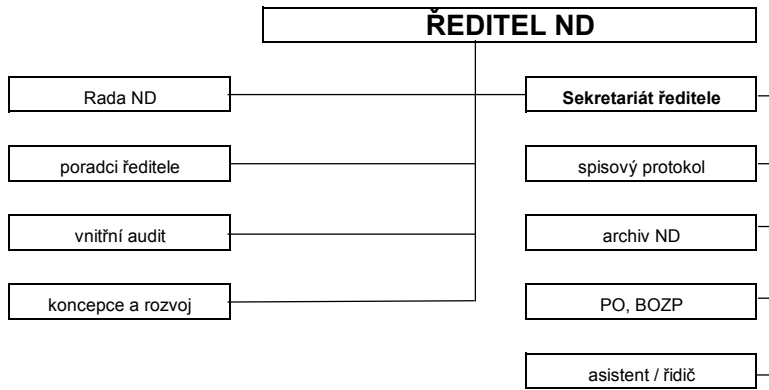 ŘEDITEL ND
Rada ND
Sekretariát ředitele
poradci ředitele
spisový protokol
vnitřní audit
archiv ND
koncepce a rozvoj
PO, BOZP
asistent / řidič